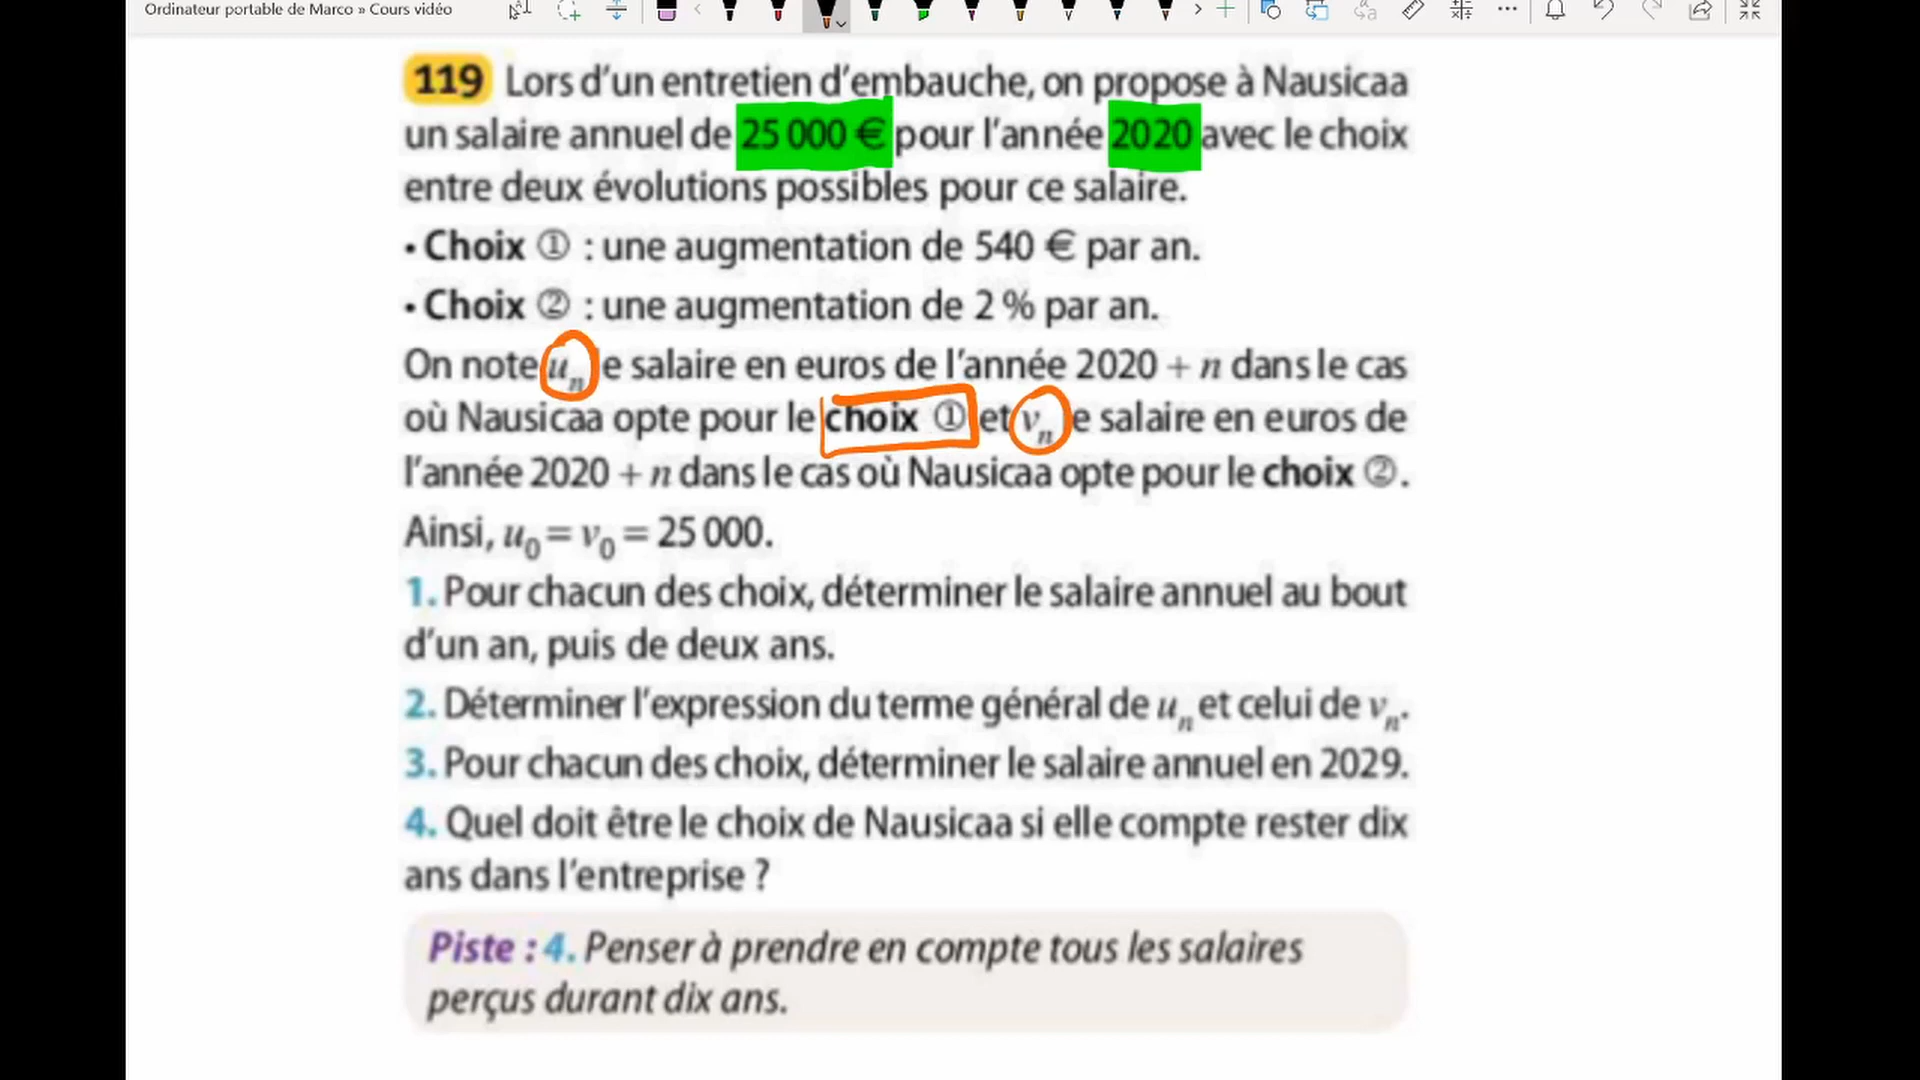 Ordinateur portable de Marco » Cours vidéo
119 Lors d'un entretien d'embauche, on propose à Nausicaa
un salaire annuel de 25 000 € pour l'année 2020 avec le choix
entre deux évolutions possibles pour ce salaire.
• Choix ① : une augmentation de 540 € par an.
• Choix ② : une augmentation de 2 % par an.
On note uₙ le salaire en euros de l'année 2020 + n dans le cas
où Nausicaa opte pour le choix ① et vₙ le salaire en euros de
l'année 2020 + n dans le cas où Nausicaa opte pour le choix ②.
Ainsi, u₀ = v₀ = 25 000.
1. Pour chacun des choix, déterminer le salaire annuel au bout
d'un an, puis de deux ans.
2. Déterminer l'expression du terme général de uₙ et celui de vₙ.
3. Pour chacun des choix, déterminer le salaire annuel en 2029.
4. Quel doit être le choix de Nausicaa si elle compte rester dix
ans dans l'entreprise ?
Piste : 4. Penser à prendre en compte tous les salaires
perçus durant dix ans.